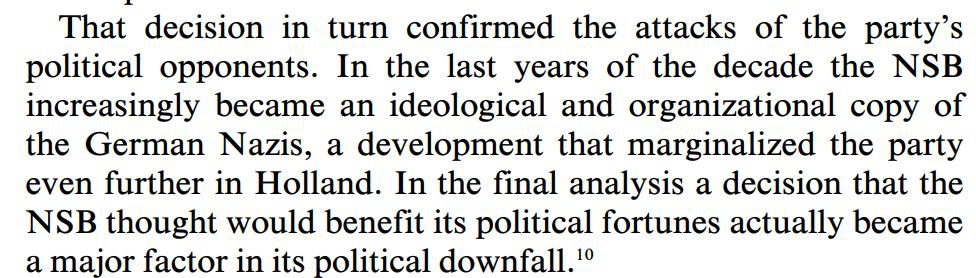 That decision in turn confirmed the attacks of the party’s
political opponents. In the last years of the decade the NSB
increasingly became an ideological and organizational copy of
the German Nazis, a development that marginalized the party
even further in Holland. In the final analysis a decision that the
NSB thought would benefit its political fortunes actually became
a major factor in its political downfall.¹⁰